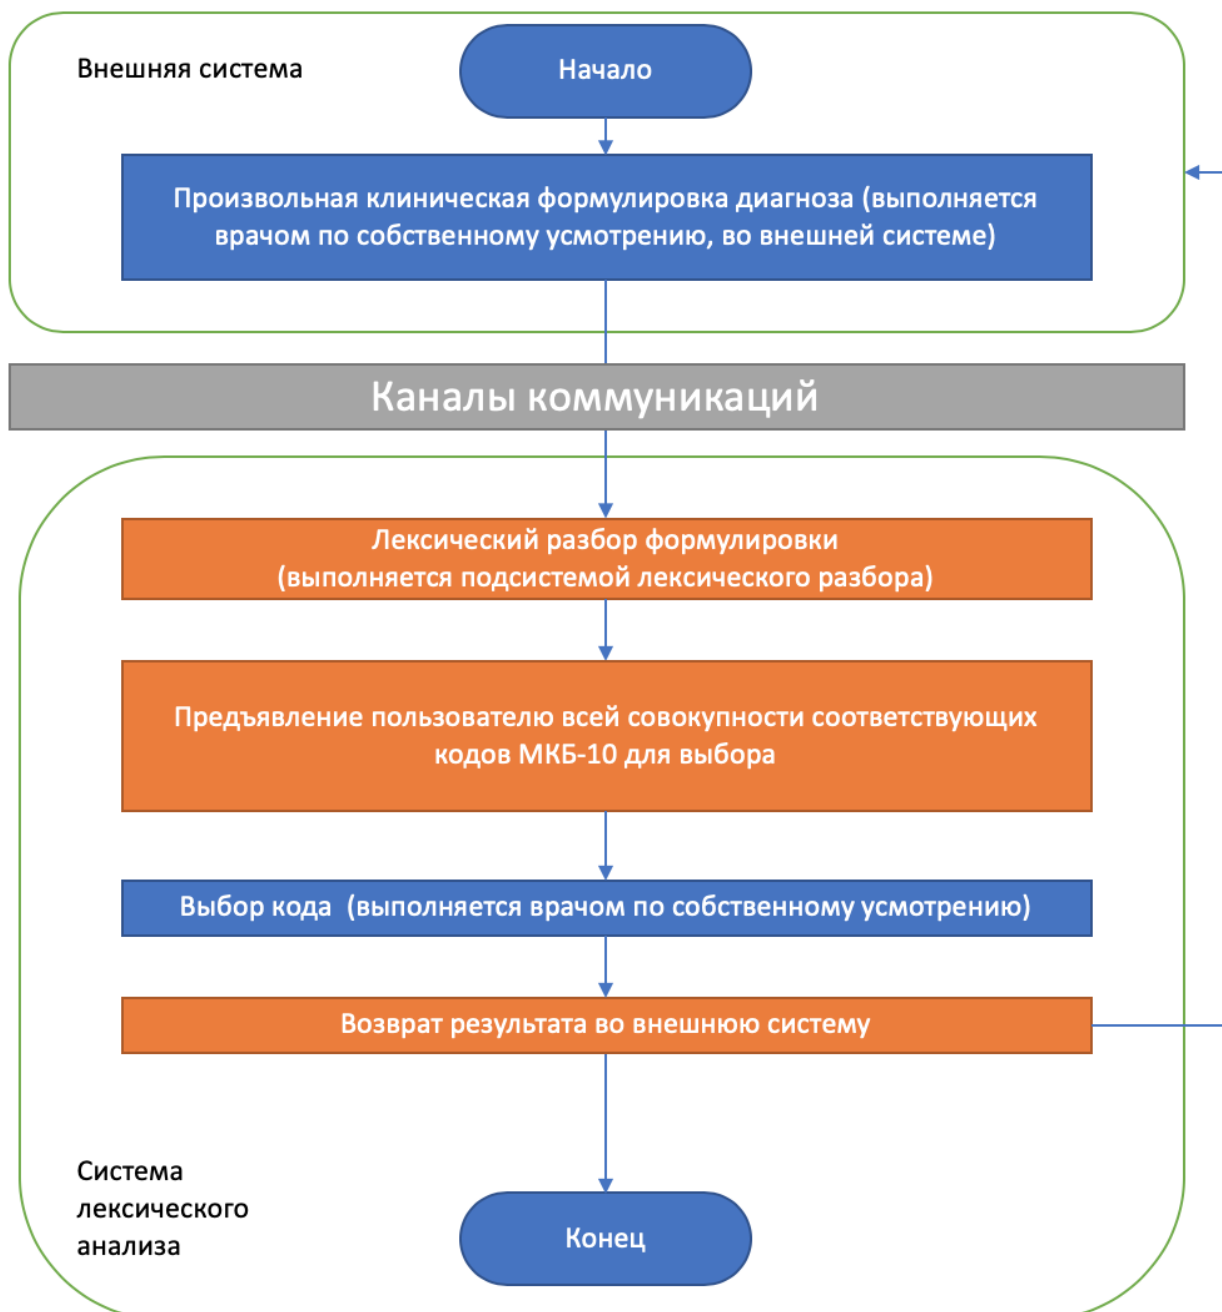 Внешняя система
Начало
Произвольная клиническая формулировка диагноза (выполняется
врачом по собственному усмотрению, во внешней системе)
Каналы коммуникаций
Лексический разбор формулировки
(выполняется подсистемой лексического разбора)
Предъявление пользователю всей совокупности соответствующих
кодов МКБ-10 для выбора
Выбор кода  (выполняется врачом по собственному усмотрению)
Возврат результата во внешнюю систему
Система
лексического
анализа
Конец